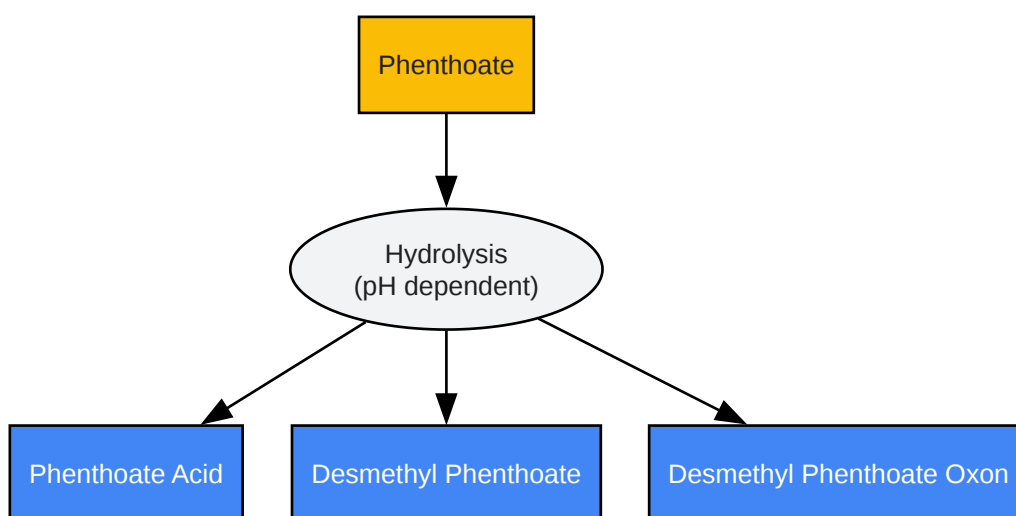 Phenthoate
Hydrolysis
(pH dependent)
Phenthoate Acid
Desmethyl Phenthoate
Desmethyl Phenthoate Oxon